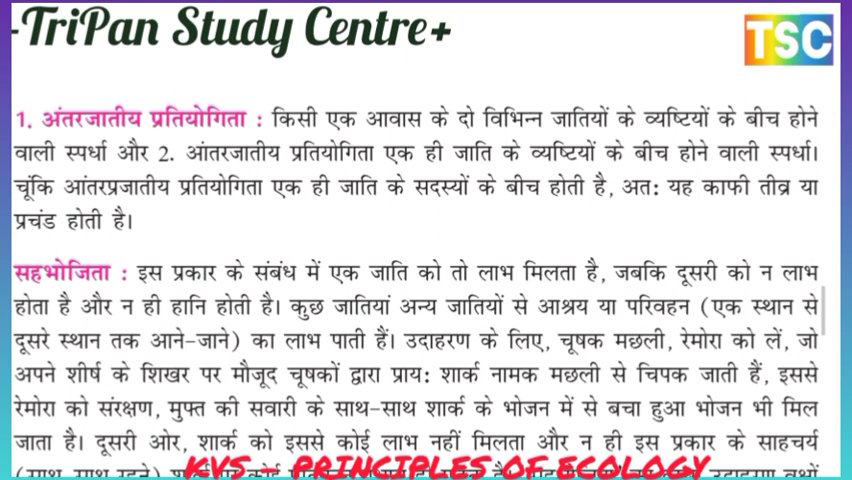 -TriPan Study Centre+
TSC
1. अंतरजातीय प्रतियोगिता : किसी एक आवास के दो विभिन्न जातियों के व्यष्टियों के बीच होने
वाली स्पर्धा और 2. आंतरजातीय प्रतियोगिता एक ही जाति के व्यष्टियों के बीच होने वाली स्पर्धा।
चूंकि आंतरप्रजातीय प्रतियोगिता एक ही जाति के सदस्यों के बीच होती है, अत: यह काफी तीव्र या
प्रचंड होती है।
सहभोजिता : इस प्रकार के संबंध में एक जाति को तो लाभ मिलता है, जबकि दूसरी को न लाभ
होता है और न ही हानि होती है। कुछ जातियां अन्य जातियों से आश्रय या परिवहन (एक स्थान से
दूसरे स्थान तक आने-जाने) का लाभ पाती हैं। उदाहरण के लिए, चूषक मछली, रेमोरा को लें, जो
अपने शीर्ष के शिखर पर मौजूद चूषकों द्वारा प्राय: शार्क नामक मछली से चिपक जाती हैं, इससे
रेमोरा को संरक्षण, मुफ्त की सवारी के साथ-साथ शार्क के भोजन में से बचा हुआ भोजन भी मिल
जाता है। दूसरी ओर, शार्क को इससे कोई लाभ नहीं मिलता और न ही इस प्रकार के साहचर्य
KVS - PRINCIPLES OF ECOLOGY